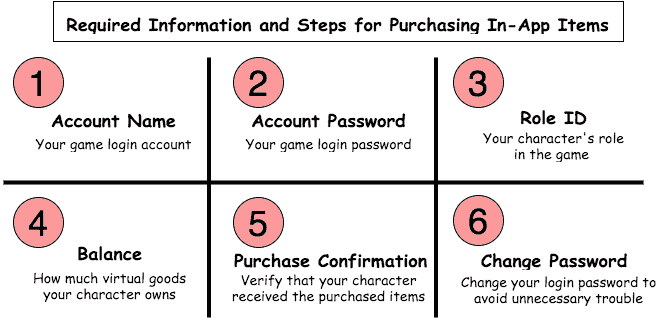 Required Information and Steps for Purchasing In-App Items
1
Account Name
Your game login account
2
Account Password
Your game login password
3
Role ID
Your character's role
in the game
4
Balance
How much virtual goods
your character owns
5
Purchase Confirmation
Verify that your character
received the purchased items
6
Change Password
Change your login password to
avoid unnecessary trouble